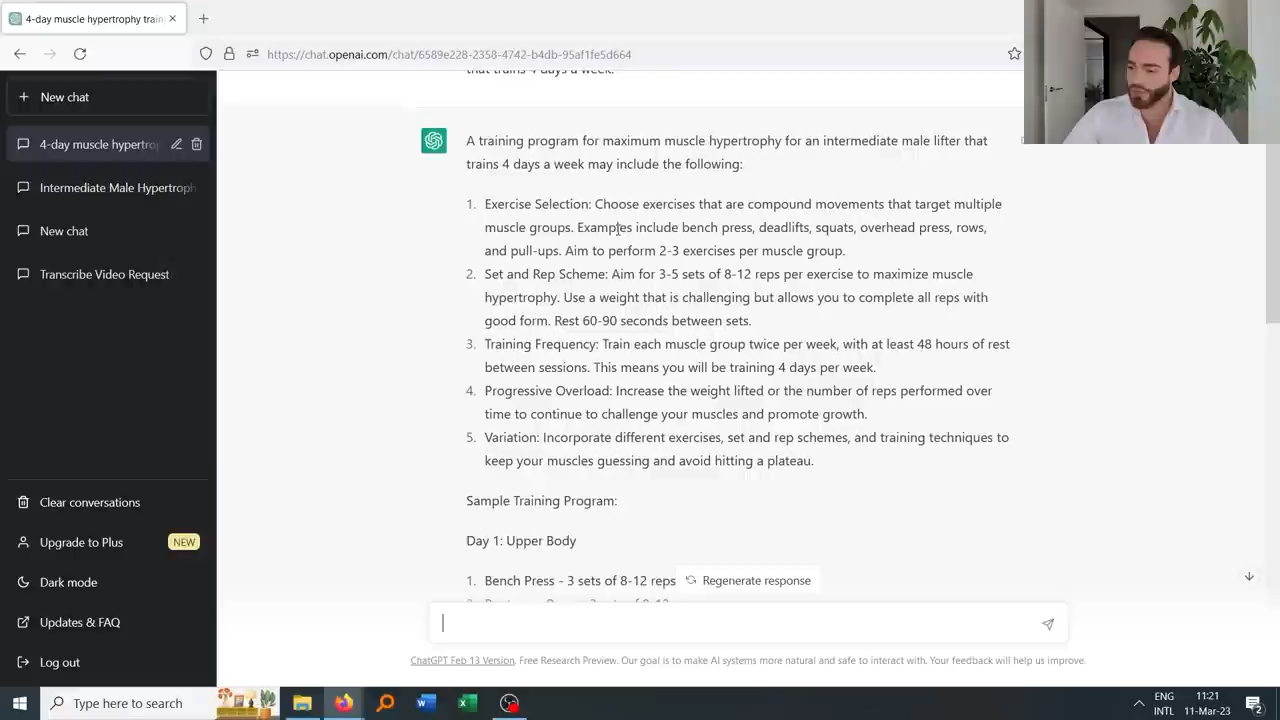 4-day muscle hypertrophy train
https://chat.openai.com/chat/6589e228-2358-4742-b4db-95af1fe5d664
New chat
4-day muscle hypertro
Intermediate Male Hypertroph
New chat
Transcribe Video Request
Clear conversations
Upgrade to Plus NEW
Dark mode
Updates & FAQ
Log out
that trains 4 days a week.
A training program for maximum muscle hypertrophy for an intermediate male lifter that
trains 4 days a week may include the following:
1. Exercise Selection: Choose exercises that are compound movements that target multiple
muscle groups. Examples include bench press, deadlifts, squats, overhead press, rows,
and pull-ups. Aim to perform 2-3 exercises per muscle group.
2. Set and Rep Scheme: Aim for 3-5 sets of 8-12 reps per exercise to maximize muscle
hypertrophy. Use a weight that is challenging but allows you to complete all reps with
good form. Rest 60-90 seconds between sets.
3. Training Frequency: Train each muscle group twice per week, with at least 48 hours of rest
between sessions. This means you will be training 4 days per week.
4. Progressive Overload: Increase the weight lifted or the number of reps performed over
time to continue to challenge your muscles and promote growth.
5. Variation: Incorporate different exercises, set and rep schemes, and training techniques to
keep your muscles guessing and avoid hitting a plateau.
Sample Training Program:
Day 1: Upper Body
1. Bench Press - 3 sets of 8-12 reps
Regenerate response
ChatGPT Feb 13 Version. Free Research Preview. Our goal is to make AI systems more natural and safe to interact with. Your feedback will help us improve.
Type here to search
ENG
INTL
11:21
11-Mar-23
2